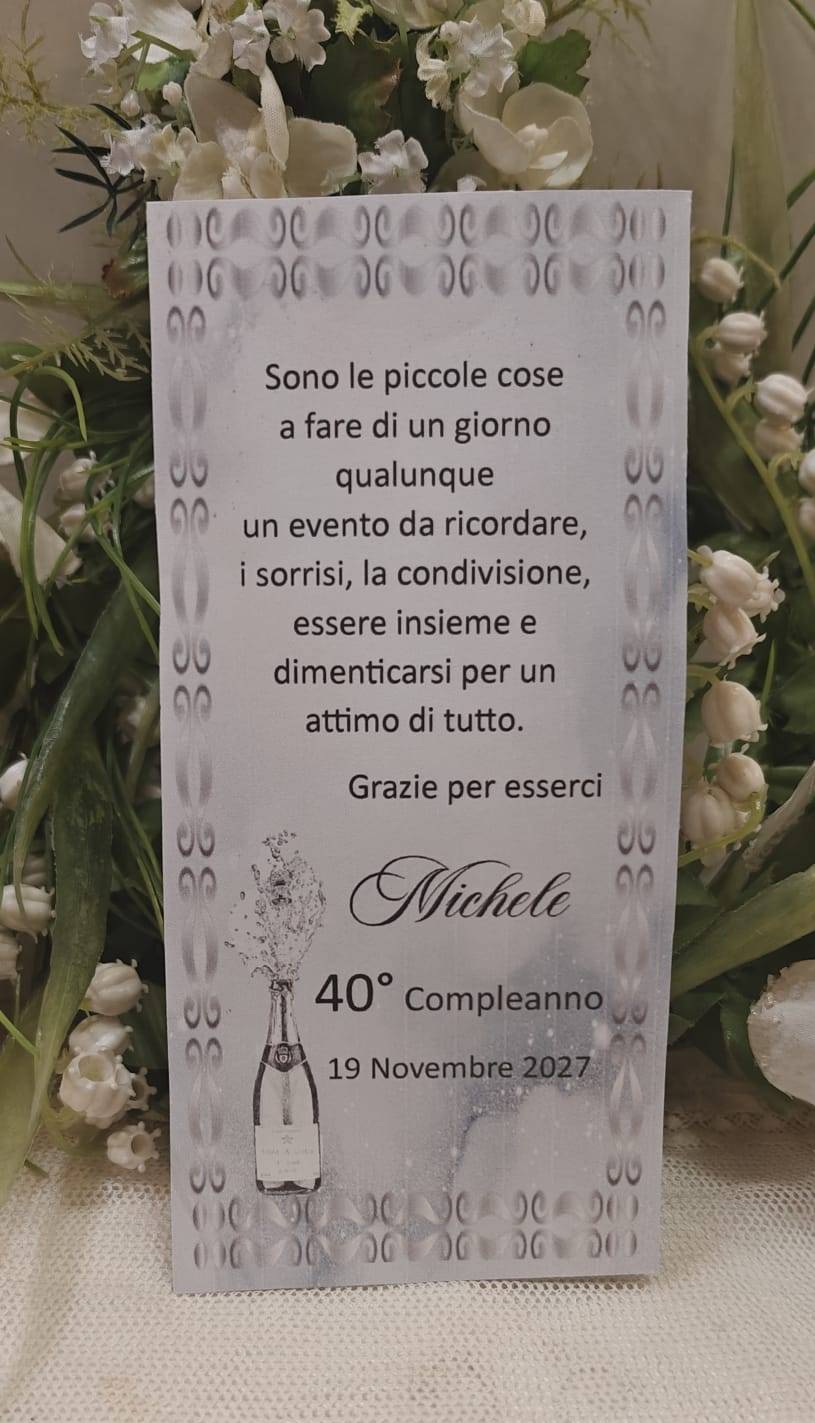 Sono le piccole cose
a fare di un giorno
qualunque
un evento da ricordare,
i sorrisi, la condivisione,
essere insieme e
dimenticarsi per un
attimo di tutto.
Grazie per esserci
Michele
40° Compleanno
19 Novembre 2027